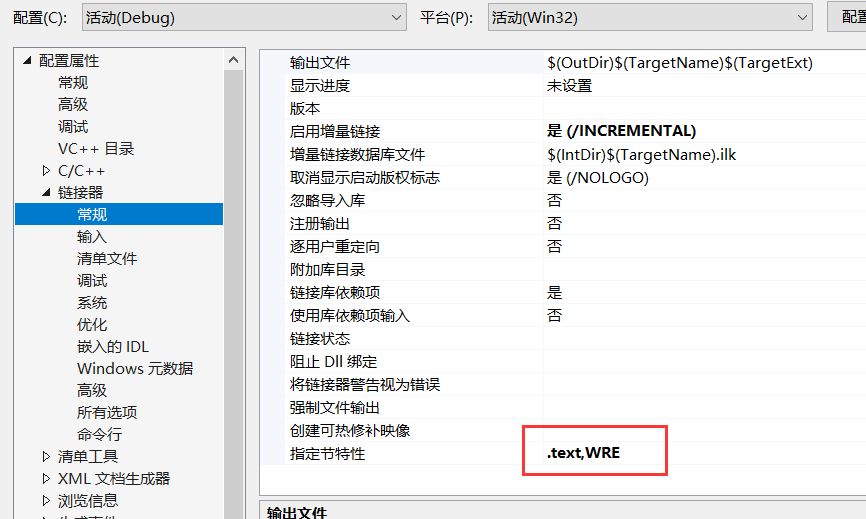 配置(C): 活动(Debug) 平台(P): 活动(Win32) 配置
配置属性
常规
高级
调试
VC++ 目录
C/C++
链接器
常规
输入
清单文件
调试
系统
优化
嵌入的 IDL
Windows 元数据
高级
所有选项
命令行
清单工具
XML 文档生成器
浏览信息
输出文件 $(OutDir)$(TargetName)$(TargetExt)
显示进度 未设置
版本
启用增量链接 是 (/INCREMENTAL)
增量链接数据库文件 $(IntDir)$(TargetName).ilk
取消显示启动版权标志 是 (/NOLOGO)
忽略导入库 否
注册输出 否
逐用户重定向 否
附加库目录
链接库依赖项 是
使用库依赖项输入 否
链接状态
阻止 Dll 绑定
将链接器警告视为错误
强制文件输出
创建可热修补映像
指定节特性 .text,WRE
输出文件